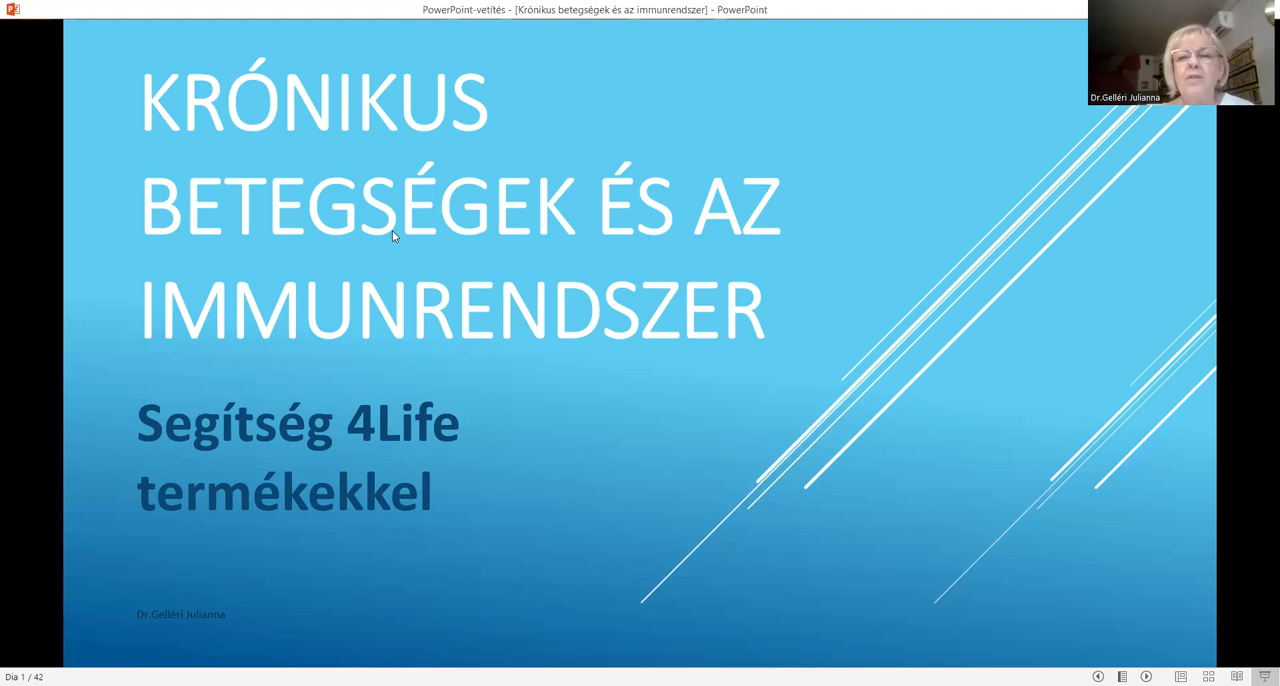 PowerPoint-vetítés - [Krónikus betegségek és az immunrendszer] - PowerPoint
Dr.Gelléri Julianna
KRÓNIKUS
BETEGSÉGEK ÉS AZ
IMMUNRENDSZER
Segítség 4Life
termékekkel
Dr.Gelléri Julianna
Dia 1 / 42